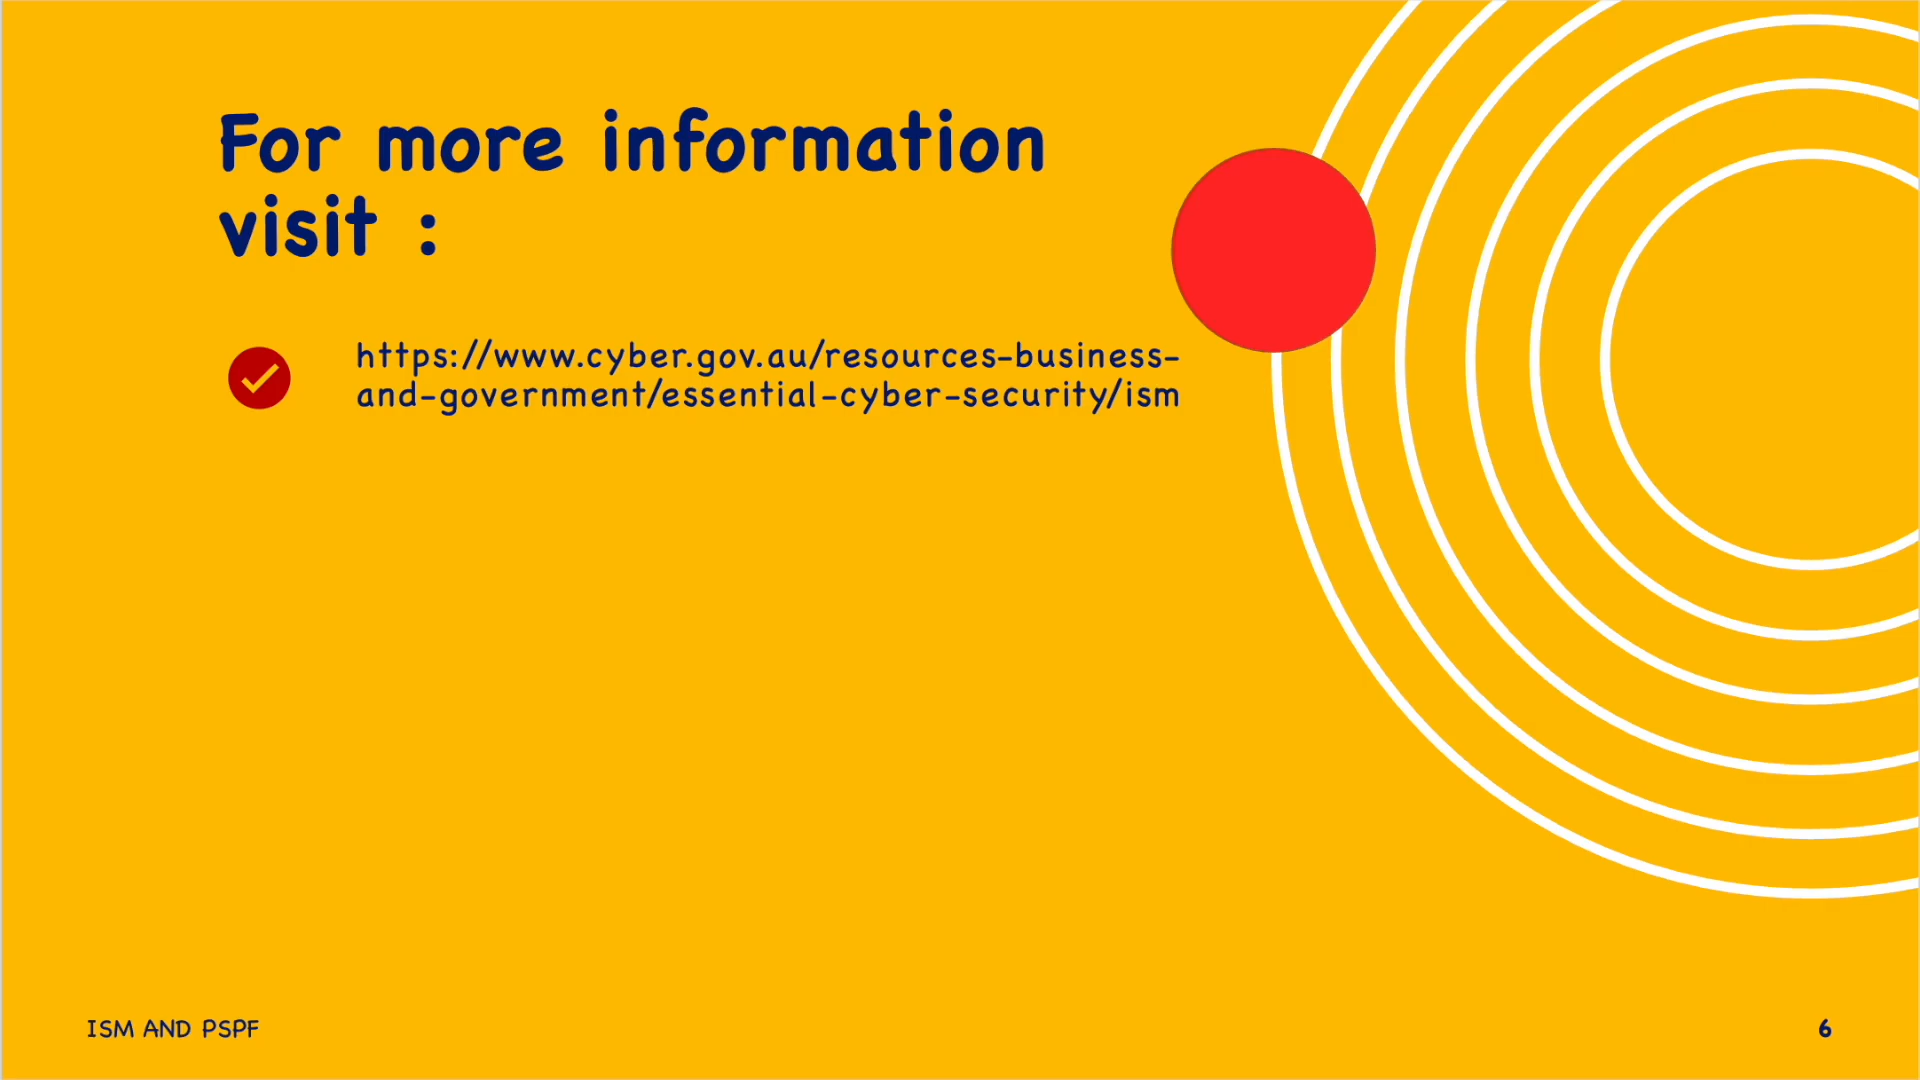 For more information
visit :
https://www.cyber.gov.au/resources-business-
and-government/essential-cyber-security/ism
ISM AND PSPF
6